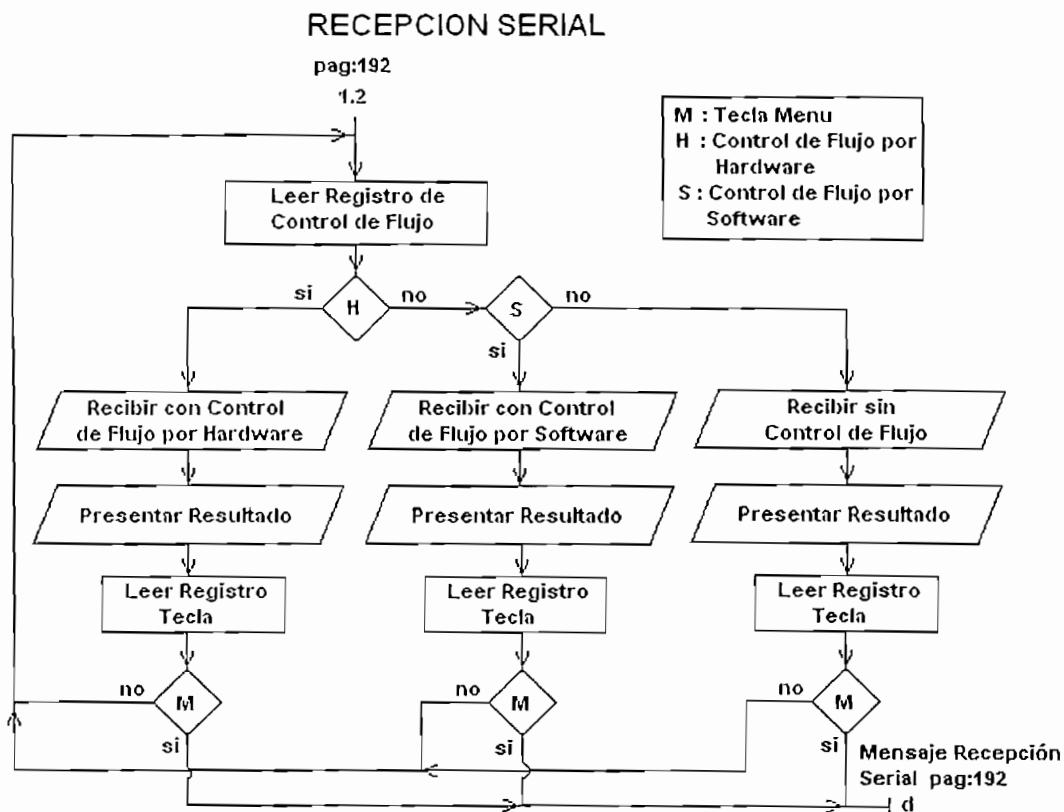 RECEPCION SERIAL
pag:192
1.2
M : Tecla Menu
H : Control de Flujo por
Hardware
S : Control de Flujo por
Software
Leer Registro de
Control de Flujo
si
H
no
S
no
si
Recibir con Control
de Flujo por Hardware
Recibir con Control
de Flujo por Software
Recibir sin
Control de Flujo
Presentar Resultado
Presentar Resultado
Presentar Resultado
Leer Registro
Tecla
Leer Registro
Tecla
Leer Registro
Tecla
no
M
si
no
M
si
no
M
si
Mensaje Recepción
Serial pag:192
d